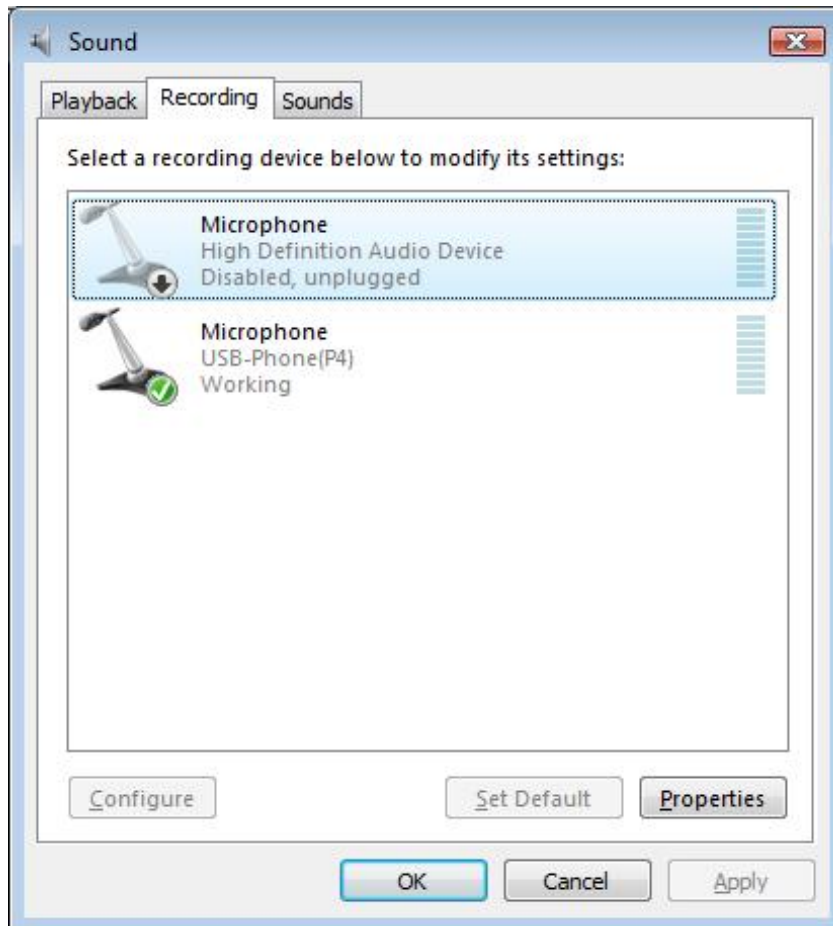 Sound
Playback Recording Sounds
Select a recording device below to modify its settings:
Microphone
High Definition Audio Device
Disabled, unplugged
Microphone
USB-Phone(P4)
Working
Configure Set Default Properties
OK Cancel Apply